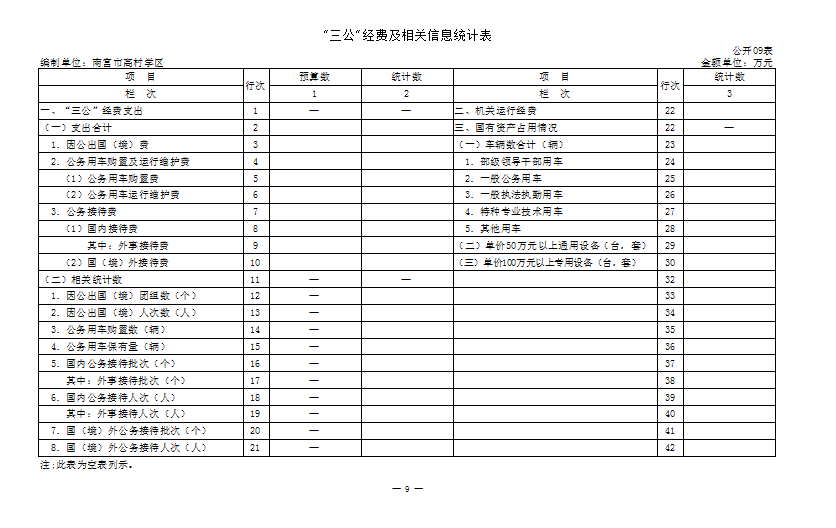 “三公”经费及相关信息统计表
公开09表
编制单位：南宫市高村学区 金额单位：万元
项 目 行次 预算数 统计数 项 目 行次 统计数
栏 次 1 2 栏 次 3
一、“三公”经费支出 1 — — 二、机关运行经费 22
（一）支出合计 2 三、国有资产占用情况 22 —
1．因公出国（境）费 3 （一）车辆数合计（辆） 23
2．公务用车购置及运行维护费 4 1．部级领导干部用车 24
（1）公务用车购置费 5 2．一般公务用车 25
（2）公务用车运行维护费 6 3．一般执法执勤用车 26
3．公务接待费 7 4．特种专业技术用车 27
（1）国内接待费 8 5．其他用车 28
其中：外事接待费 9 （二）单价50万元以上通用设备（台，套） 29
（2）国（境）外接待费 10 （三）单价100万元以上专用设备（台，套） 30
（二）相关统计数 11 — — 32
1．因公出国（境）团组数（个） 12 — 33
2．因公出国（境）人次数（人） 13 — 34
3．公务用车购置数（辆） 14 — 35
4．公务用车保有量（辆） 15 — 36
5．国内公务接待批次（个） 16 — 37
其中：外事接待批次（个） 17 — 38
6．国内公务接待人次（人） 18 — 39
其中：外事接待人次（人） 19 — 40
7．国（境）外公务接待批次（个） 20 — 41
8．国（境）外公务接待人次（人） 21 — 42
注：此表为空表列示。
— 9 —